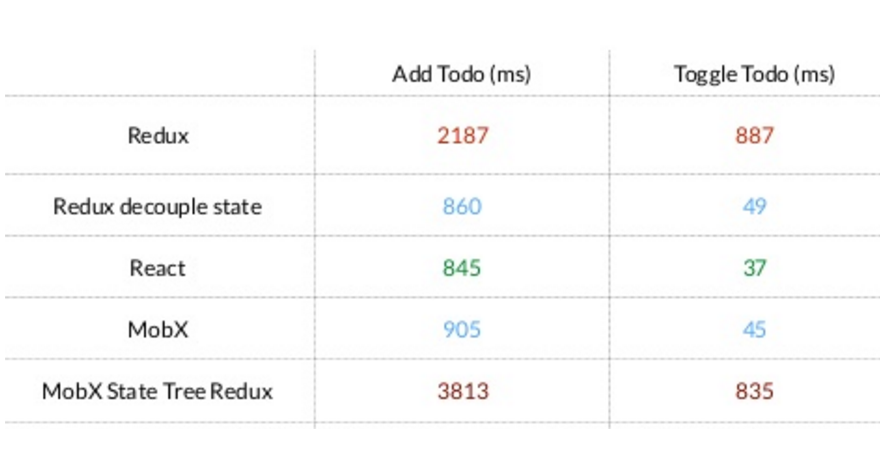 Add Todo (ms) Toggle Todo (ms)
Redux 2187 887
Redux decouple state 860 49
React 845 37
MobX 905 45
MobX State Tree Redux 3813 835